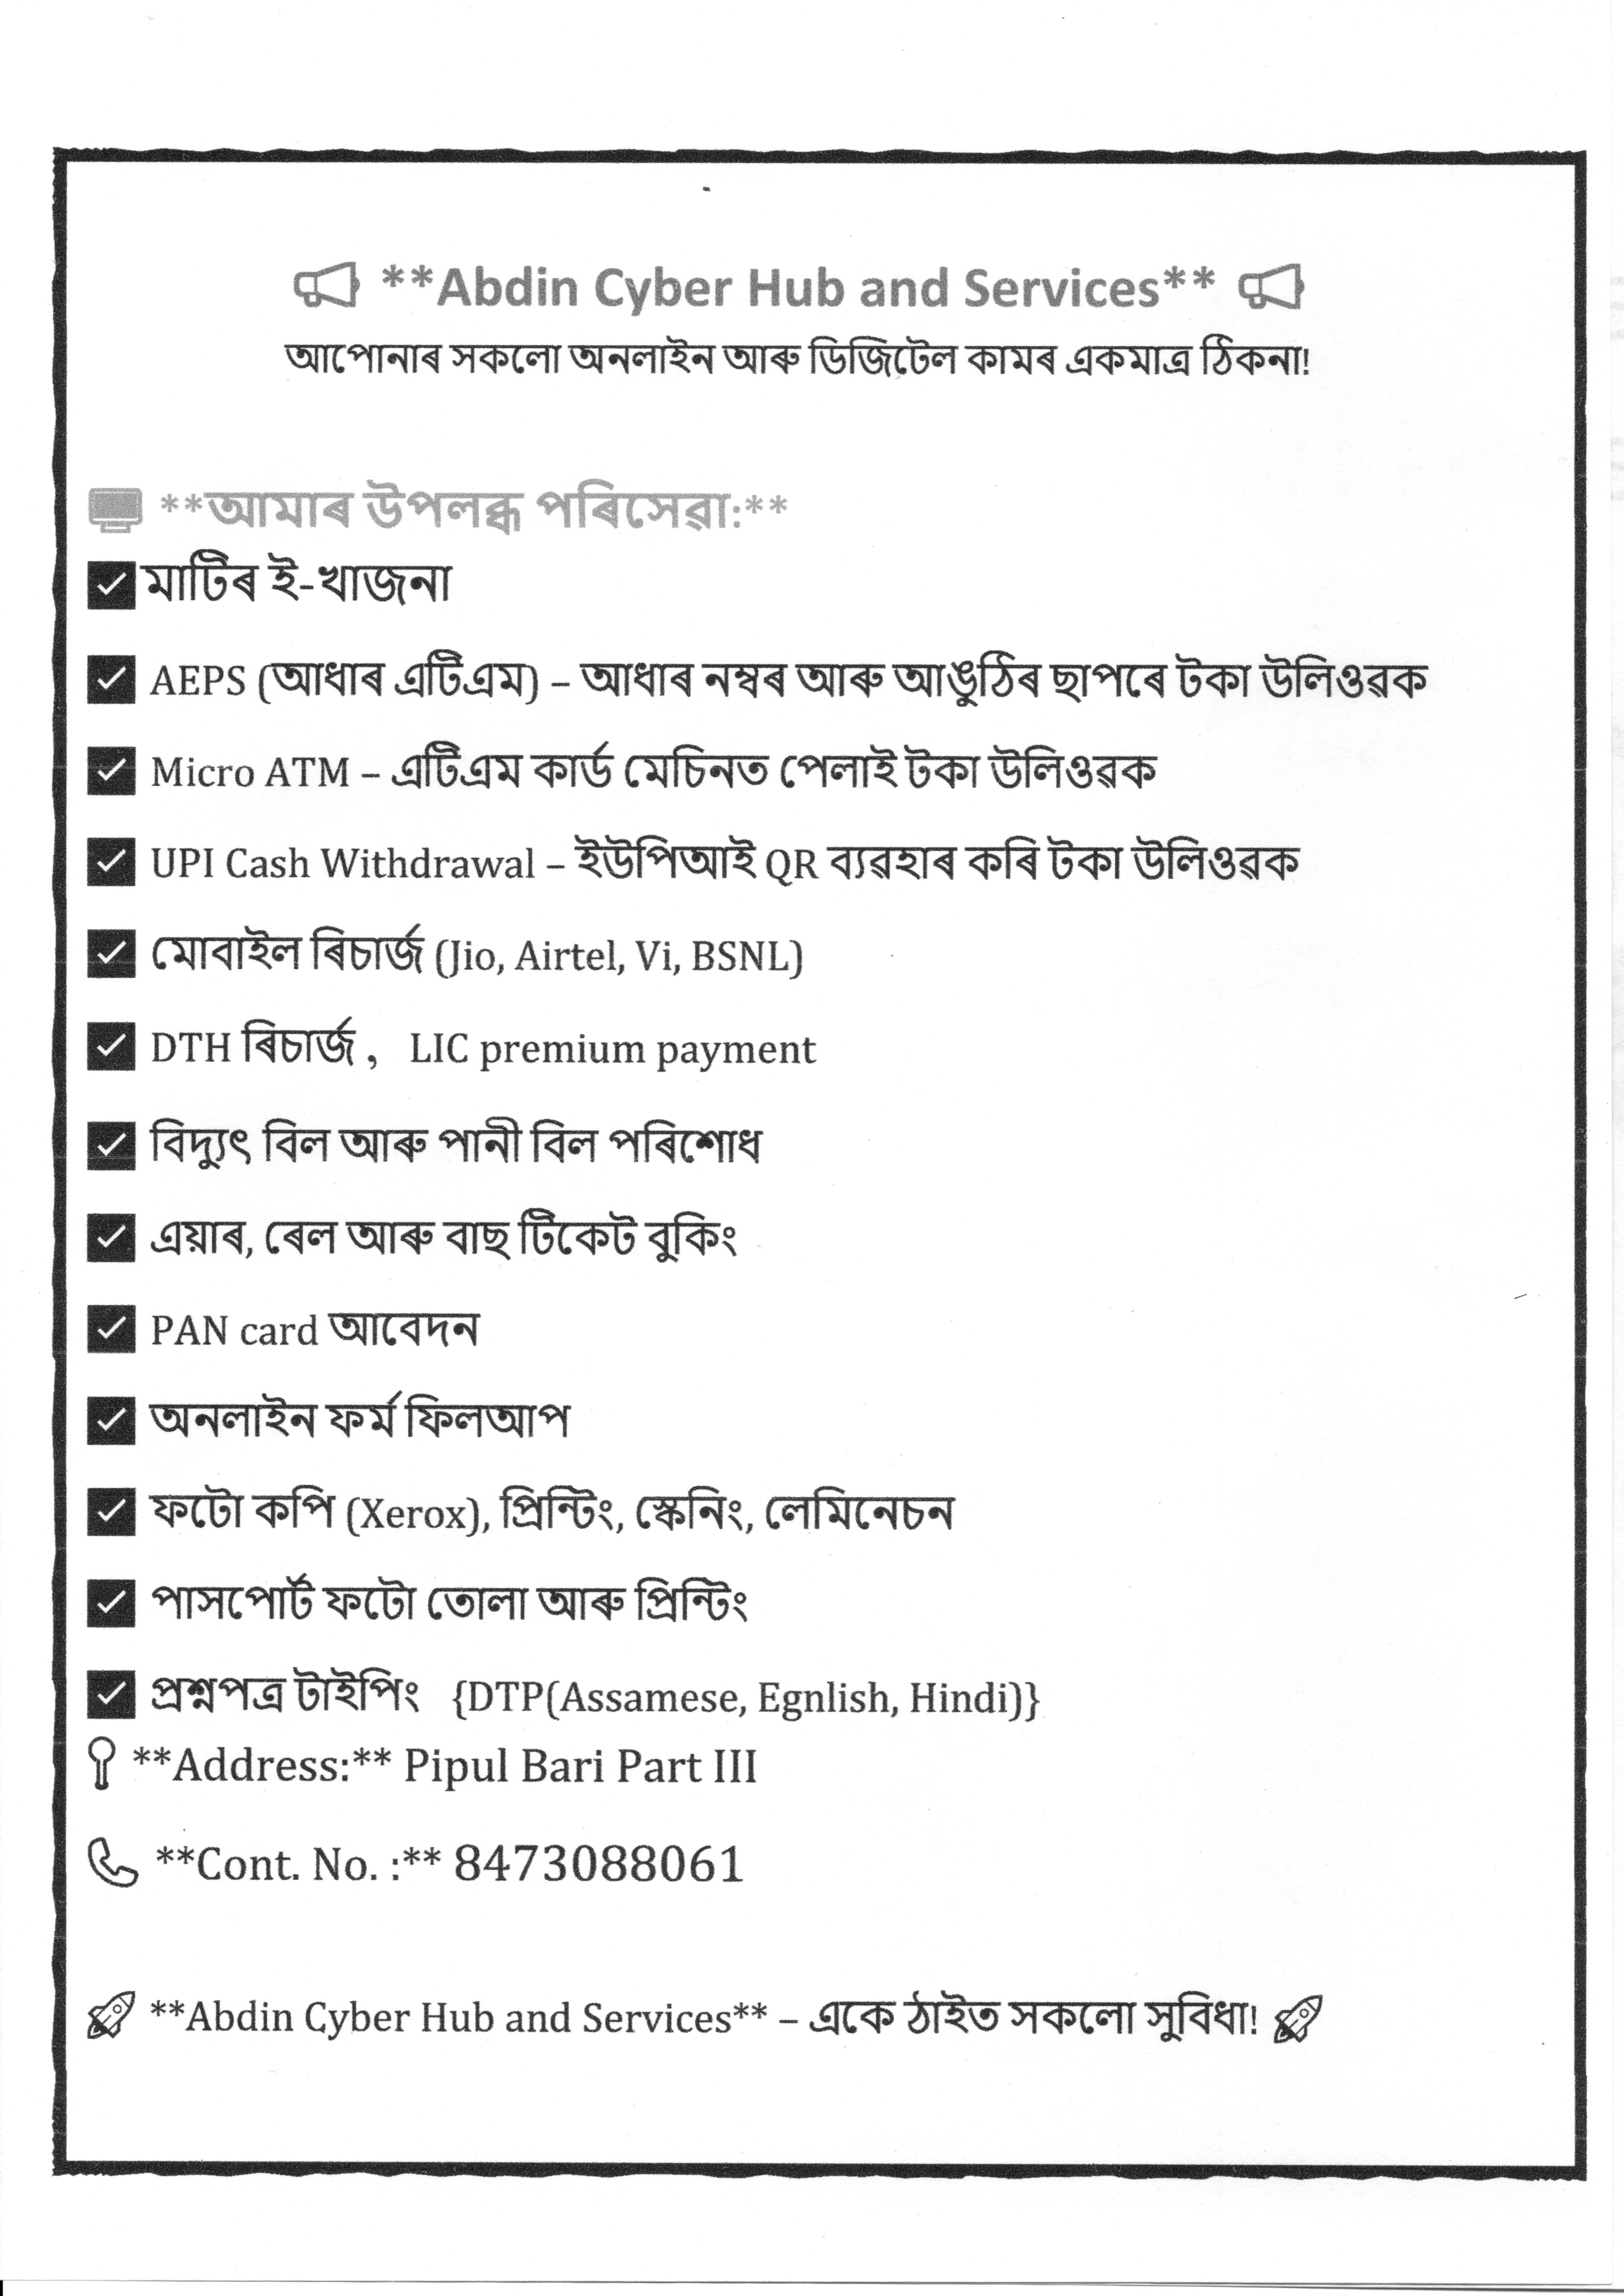 **Abdin Cyber Hub and Services**
আপোনাৰ সকলো অনলাইন আৰু ডিজিটেল কামৰ একমাত্ৰ ঠিকনা!
**আমাৰ উপলব্ধ পৰিসেৱা:**
মাটিৰ ই-খাজনা
AEPS (আধাৰ এটিএম) – আধাৰ নম্বৰ আৰু আঙুঠিৰ ছাপৰে টকা উলিওৱক
Micro ATM – এটিএম কাৰ্ড মেচিনত পেলাই টকা উলিওৱক
UPI Cash Withdrawal – ইউপিআই QR ব্যৱহাৰ কৰি টকা উলিওৱক
মোবাইল ৰিচাৰ্জ (Jio, Airtel, Vi, BSNL)
DTH ৰিচাৰ্জ , LIC premium payment
বিদ্যুৎ বিল আৰু পানী বিল পৰিশোধ
এয়াৰ, ৰেল আৰু বাছ টিকেট বুকিং
PAN card আবেদন
অনলাইন ফৰ্ম ফিলআপ
ফটো কপি (Xerox), প্ৰিন্টিং, স্কেনিং, লেমিনেচন
পাসপোৰ্ট ফটো তোলা আৰু প্ৰিন্টিং
প্ৰশ্নপত্ৰ টাইপিং {DTP(Assamese, Egnlish, Hindi)}
**Address:** Pipul Bari Part III
**Cont. No. :** 8473088061
**Abdin Cyber Hub and Services** – একে ঠাইত সকলো সুবিধা!